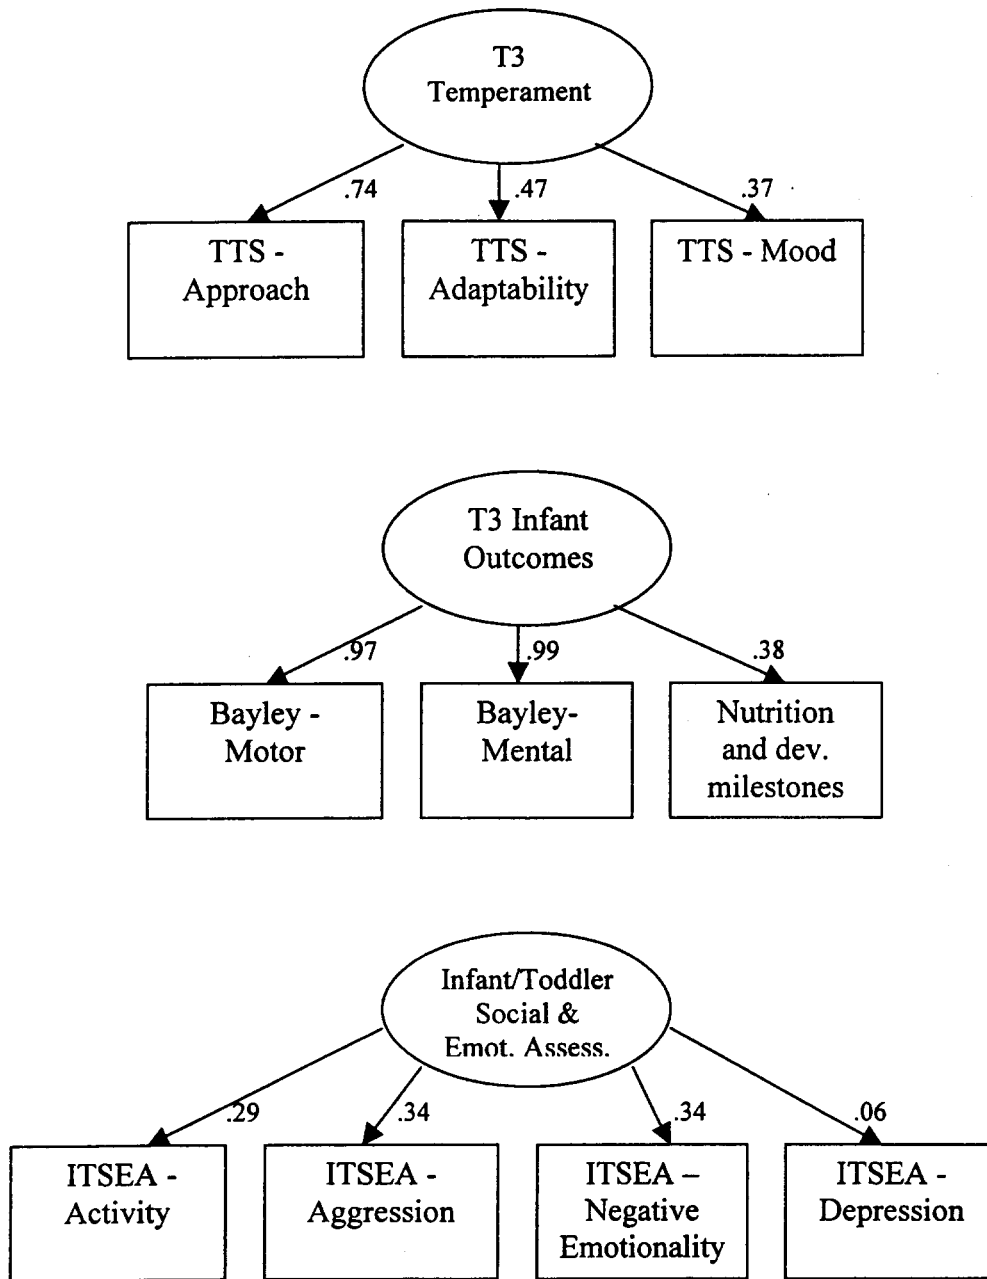 T3
Temperament
.74
.47
.37
TTS -
Approach
TTS -
Adaptability
TTS - Mood
T3 Infant
Outcomes
.97
.99
.38
Bayley -
Motor
Bayley-
Mental
Nutrition
and dev.
milestones
Infant/Toddler
Social &
Emot. Assess.
.29
.34
.34
.06
ITSEA -
Activity
ITSEA -
Aggression
ITSEA –
Negative
Emotionality
ITSEA -
Depression